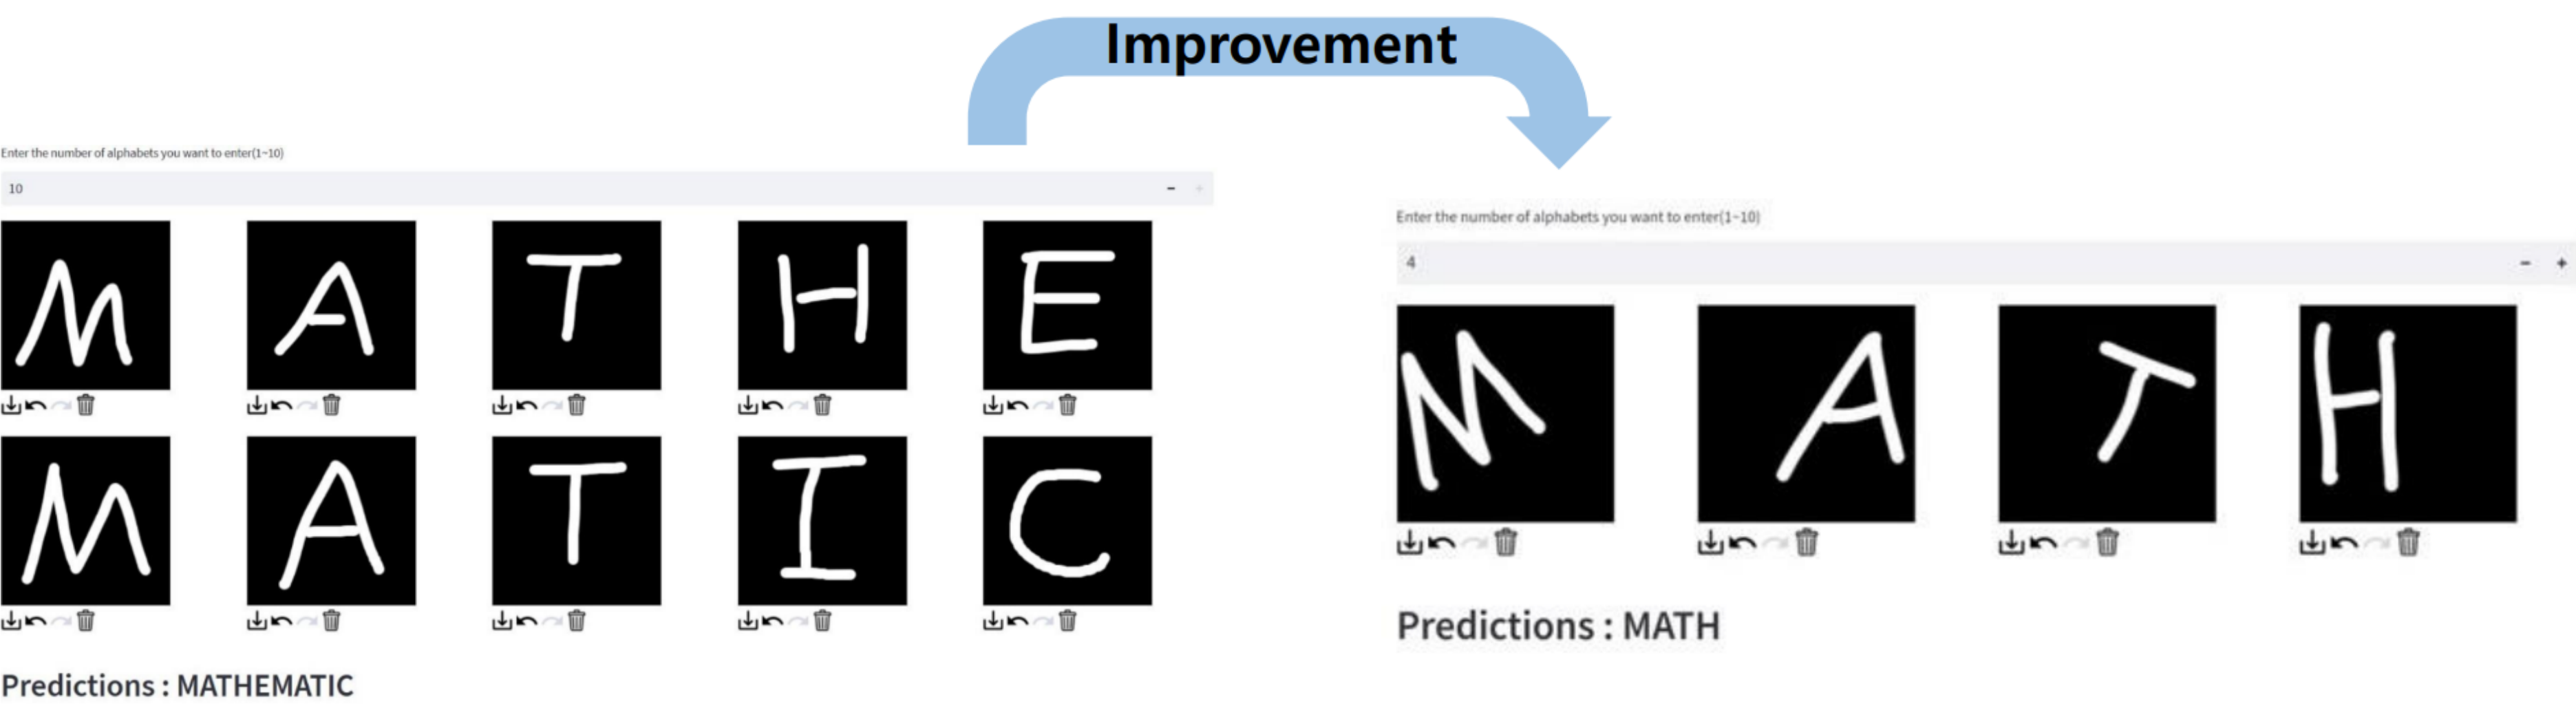 Improvement
Enter the number of alphabets you want to enter(1~10)
10
M A T H E
M A T I C
Predictions : MATHEMATIC
Enter the number of alphabets you want to enter(1~10)
4
M A T H
Predictions : MATH